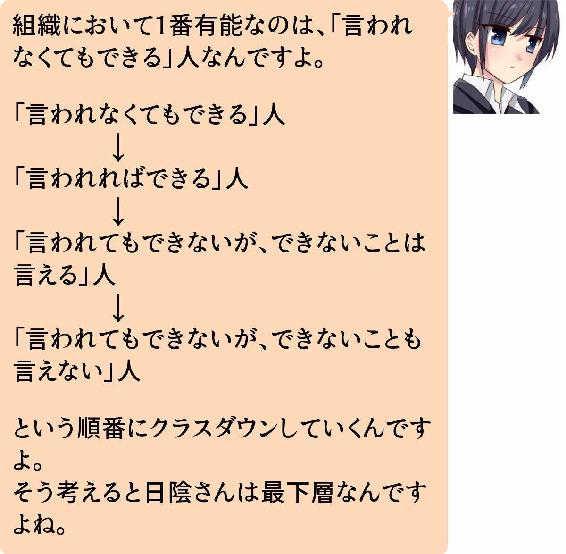 組織において1番有能なのは、「言われ
なくてもできる」人なんですよ。
「言われなくてもできる」人
↓
「言われればできる」人
↓
「言われてもできないが、できないことは
言える」人
↓
「言われてもできないが、できないことも
言えない」人
という順番にクラスダウンしていくんです
よ。
そう考えると日陰さんは最下層なんです
よね。